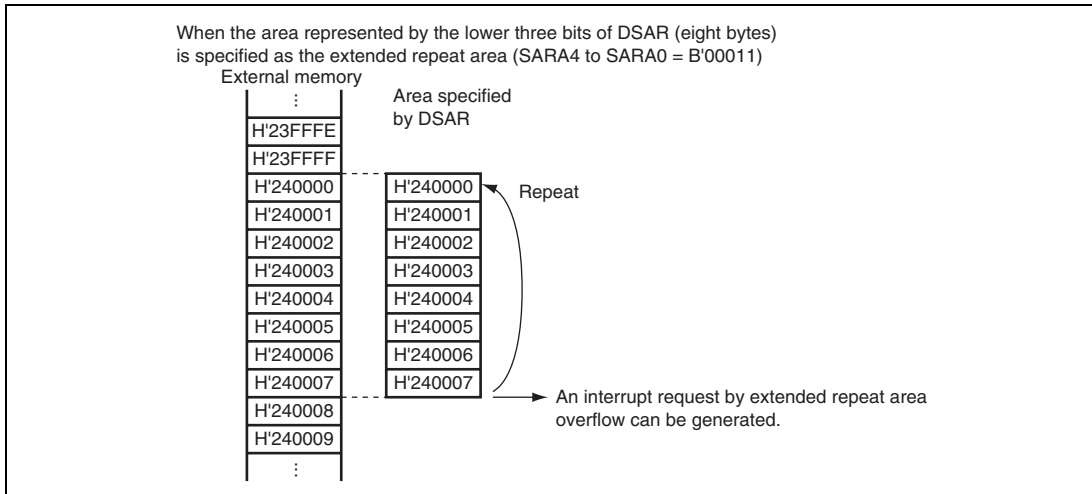 When the area represented by the lower three bits of DSAR (eight bytes)
is specified as the extended repeat area (SARA4 to SARA0 = B'00011)
External memory
Area specified
by DSAR
⋮
H'23FFFE
H'23FFFF
H'240000
H'240001
H'240002
H'240003
H'240004
H'240005
H'240006
H'240007
H'240008
H'240009
⋮
H'240000
H'240001
H'240002
H'240003
H'240004
H'240005
H'240006
H'240007
Repeat
An interrupt request by extended repeat area
overflow can be generated.